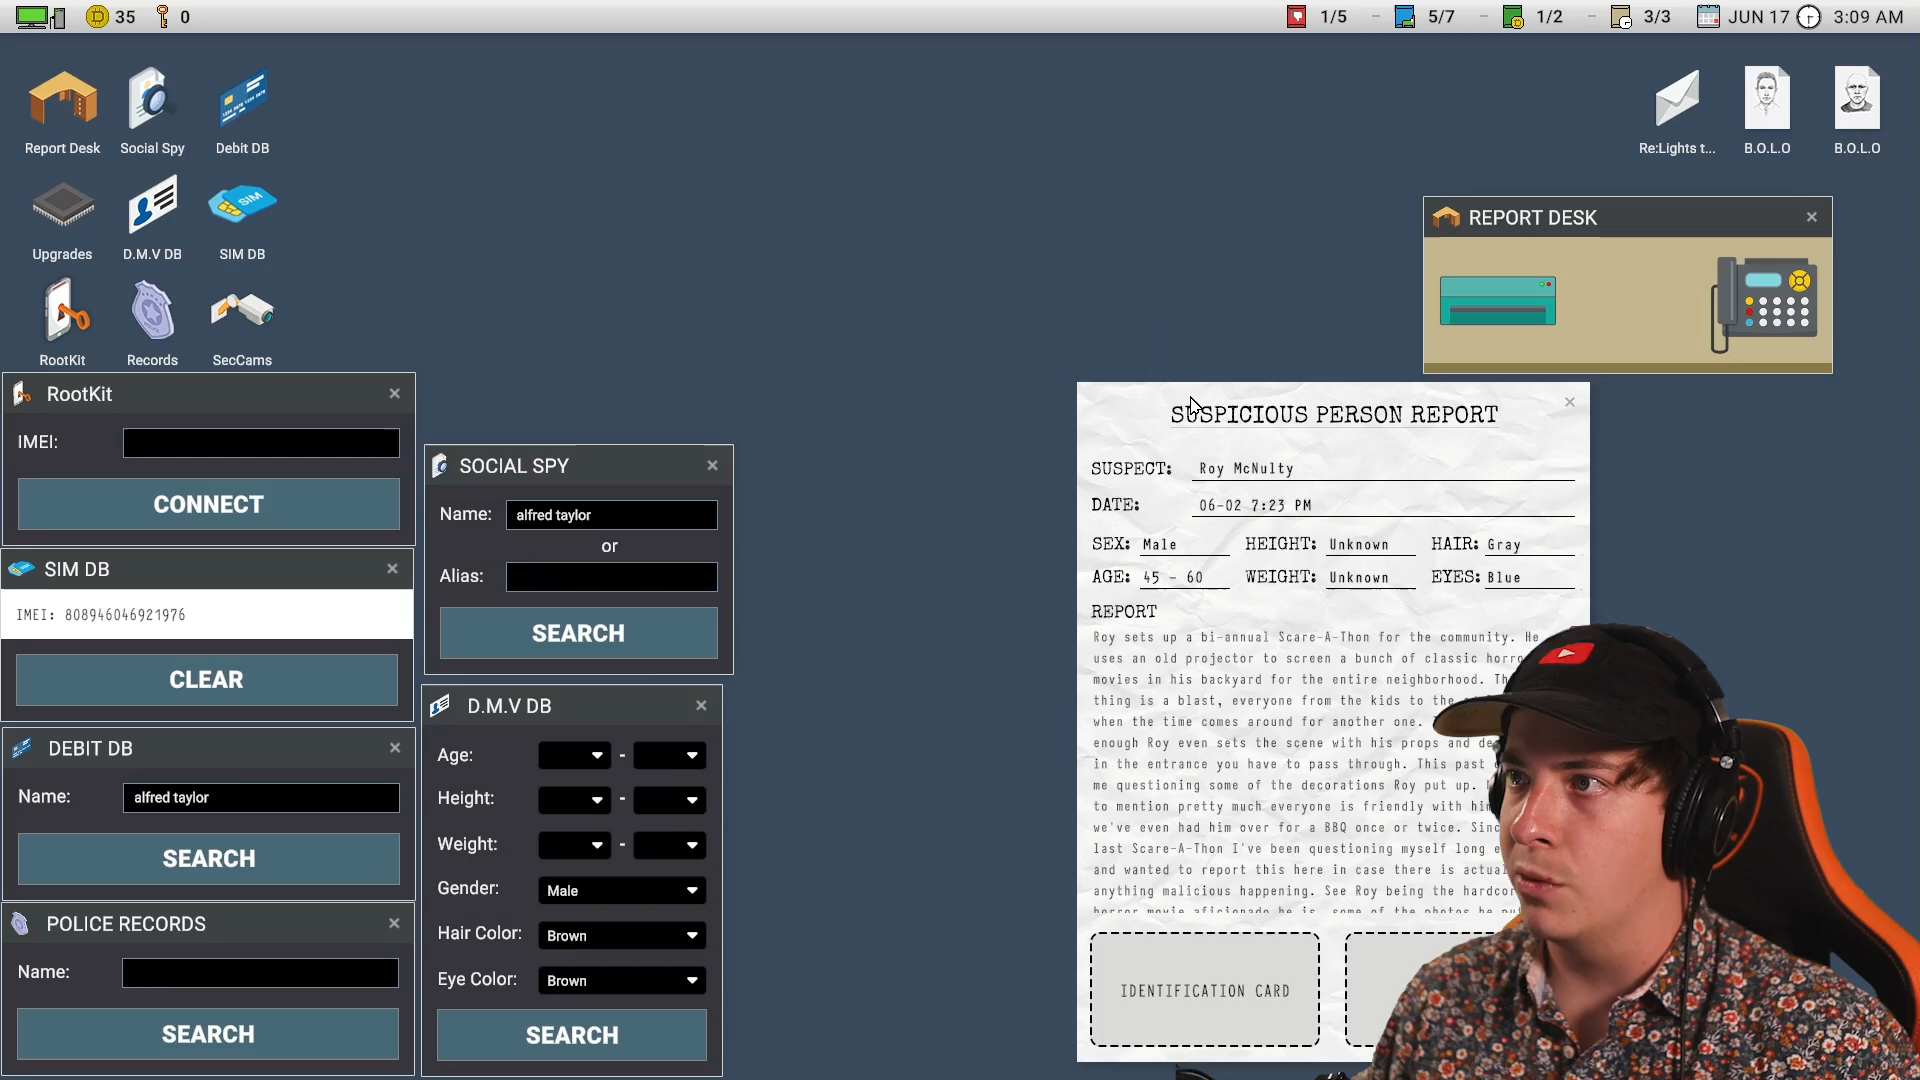 35
0
1/5
5/7
1/2
3/3
JUN 17
3:09 AM
Report Desk
Social Spy
Debit DB
Upgrades
D.M.V DB
SIM DB
RootKit
Records
SecCams
Re:Lights t...
B.O.L.O
B.O.L.O
REPORT DESK
RootKit
IMEI:
CONNECT
SIM DB
IMEI: 808946046921976
CLEAR
DEBIT DB
Name: alfred taylor
SEARCH
POLICE RECORDS
Name:
SEARCH
SOCIAL SPY
Name: alfred taylor
or
Alias:
SEARCH
D.M.V DB
Age: -
Height: -
Weight: -
Gender: Male
Hair Color: Brown
Eye Color: Brown
SEARCH
SUSPICIOUS PERSON REPORT
SUSPECT: Roy McNulty
DATE: 06-02 7:23 PM
SEX: Male HEIGHT: Unknown HAIR: Gray
AGE: 45 - 60 WEIGHT: Unknown EYES: Blue
REPORT
Roy sets up a bi-annual Scare-A-Thon for the community. He
uses an old projector to screen a bunch of classic
movies in his backyard for the entire neighborhood.
thing is a blast, everyone from the kids to the
when the time comes around for another one.
enough Roy even sets the scene with his props and
in the entrance you have to pass through. This past
me questioning some of the decorations Roy put up.
to mention pretty much everyone is friendly with
we've even had him over for a BBQ once or twice.
last Scare-A-Thon I've been questioning myself long
and wanted to report this here in case there is
anything malicious happening. See Roy being the
horror movie aficionado he is, some of the photos he
IDENTIFICATION CARD